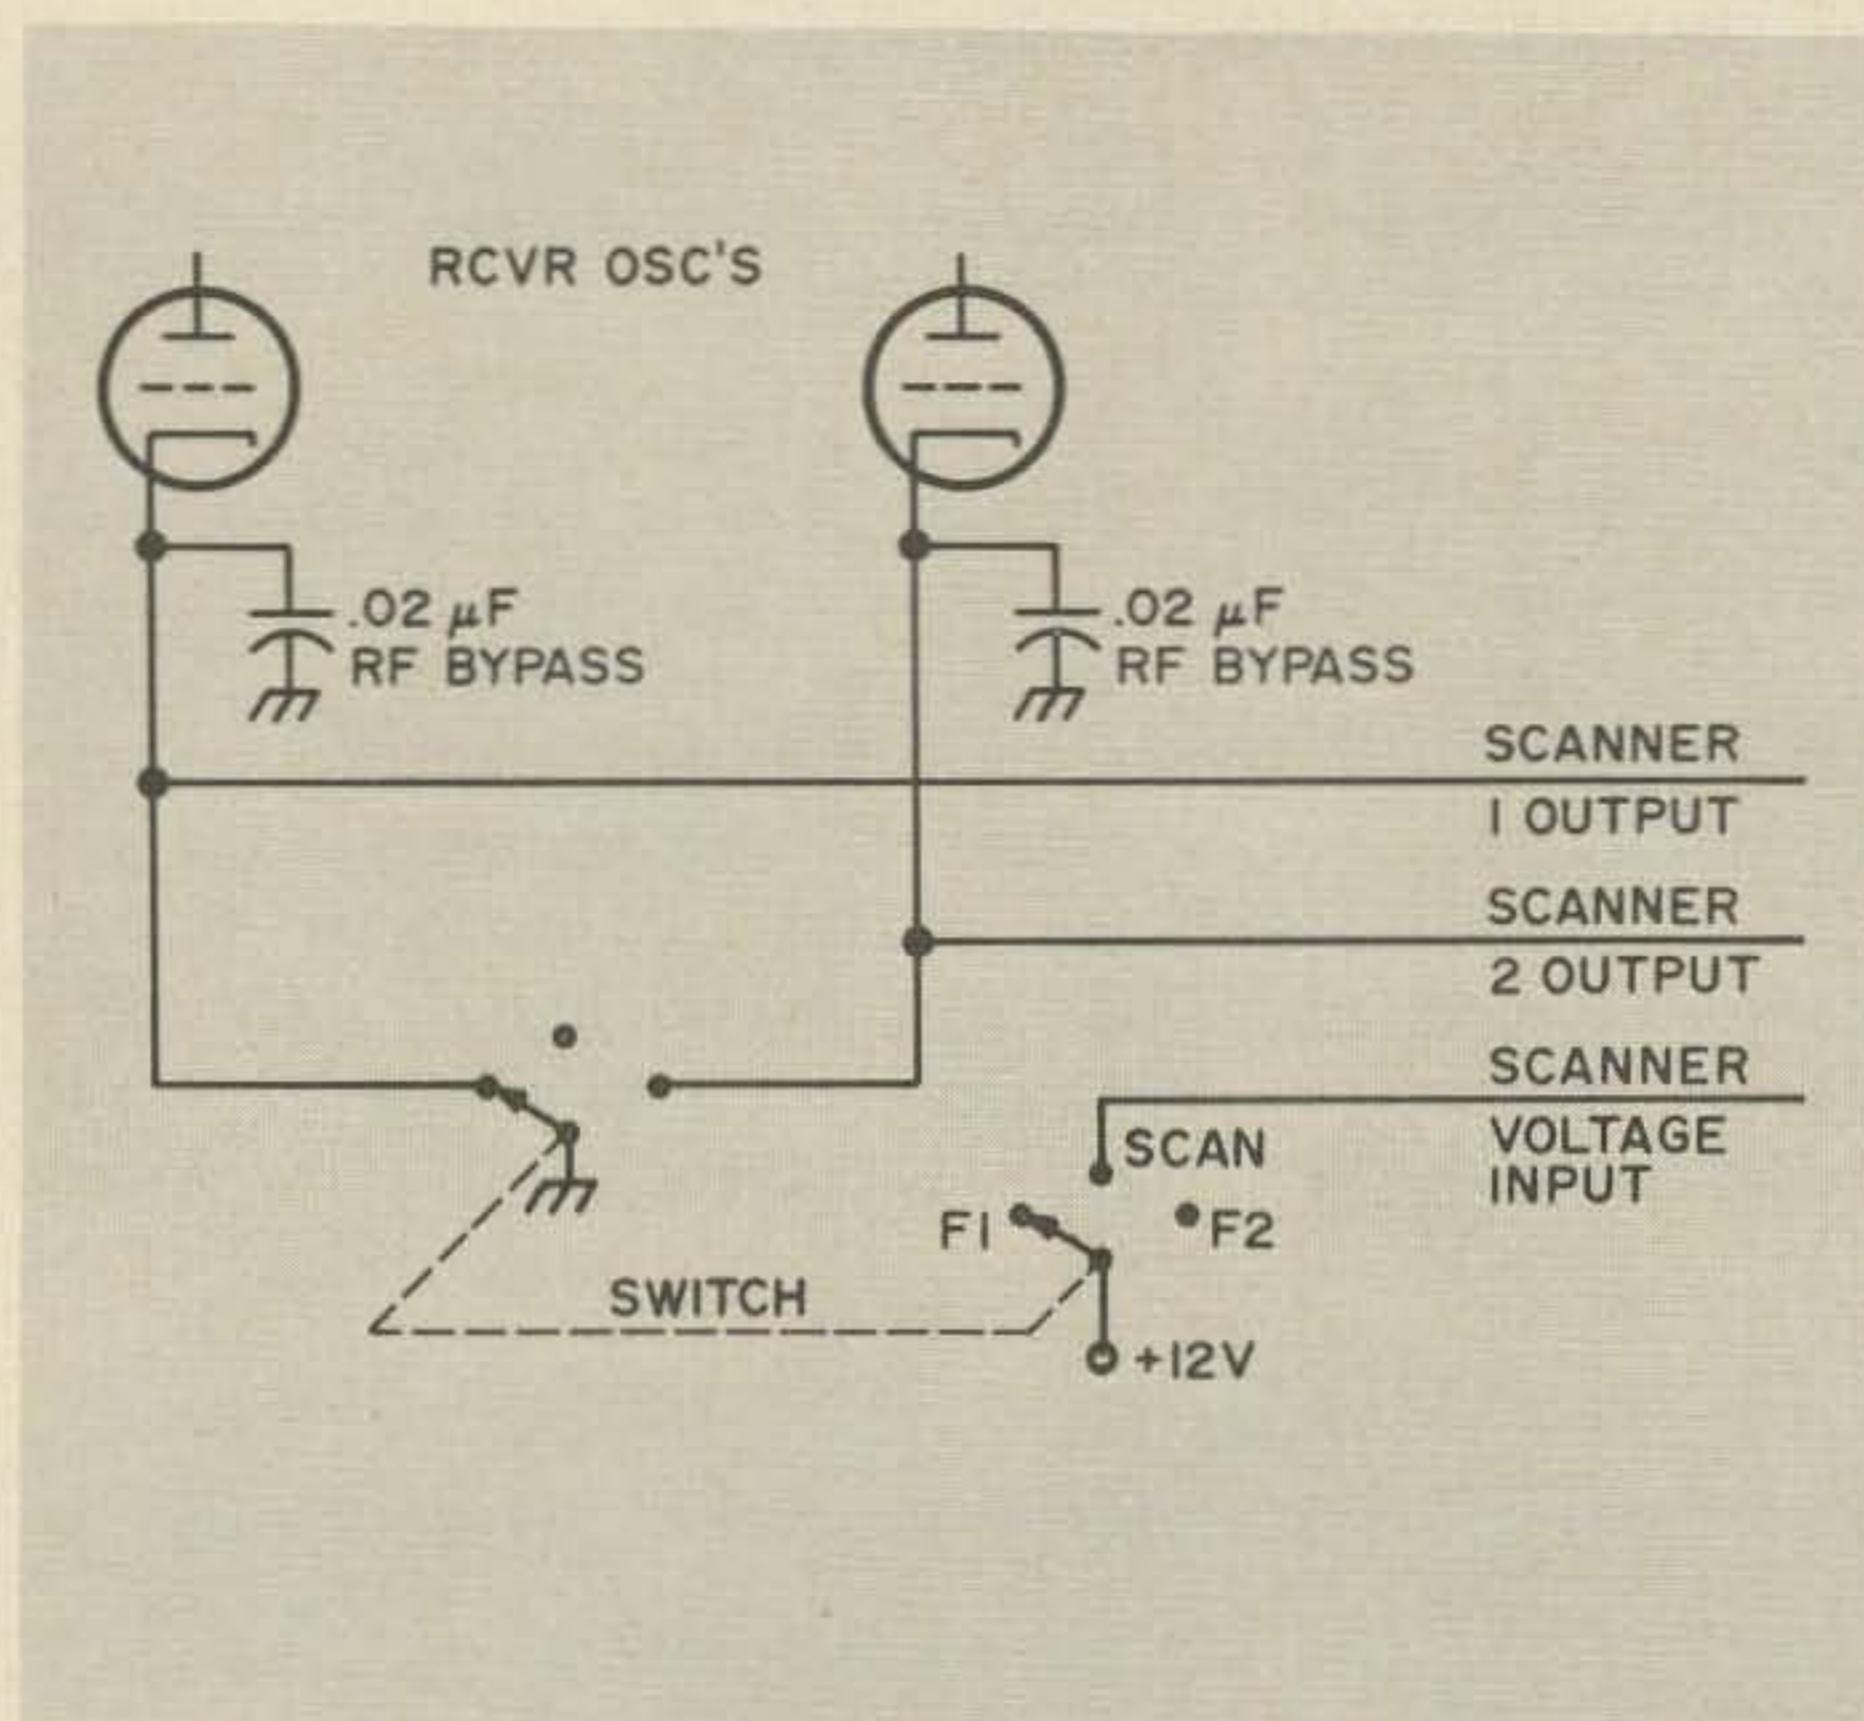 RCVR OSC'S
.02 µF
RF BYPASS
.02 µF
RF BYPASS
SCANNER
1 OUTPUT
SCANNER
2 OUTPUT
SCANNER
VOLTAGE
INPUT
SCAN
F1
F2
SWITCH
+12V